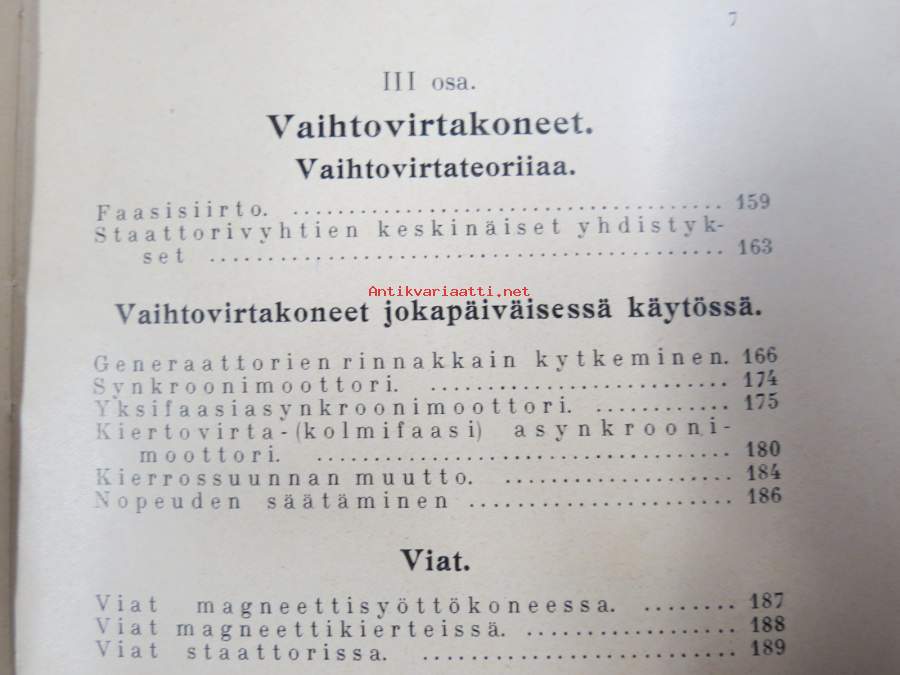 7
III osa.
Vaihtovirtakoneet.
Vaihtovirtateoriiaa.
Faasisiirto. ..................................... 159
Staattorivyhtien keskinäiset yhdistyk-
set ............................................ 163
Antikvariaatti.net
Vaihtovirtakoneet jokapäiväisessä käytössä.
Generaattorien rinnakkain kytkeminen. 166
Synkroonimoottori. .......................... 174
Yksifaasiasynkroonimoottori. ............ 175
Kiertovirta-(kolmifaasi) asynkrooni-
moottori. .................................... 180
Kierrossuunnan muutto. .................... 184
Nopeuden säätäminen ....................... 186
Viat.
Viat magneettisyöttökoneessa. ........ 187
Viat magneettikierteissä. .................. 188
Viat staattorissa. ........................... 189